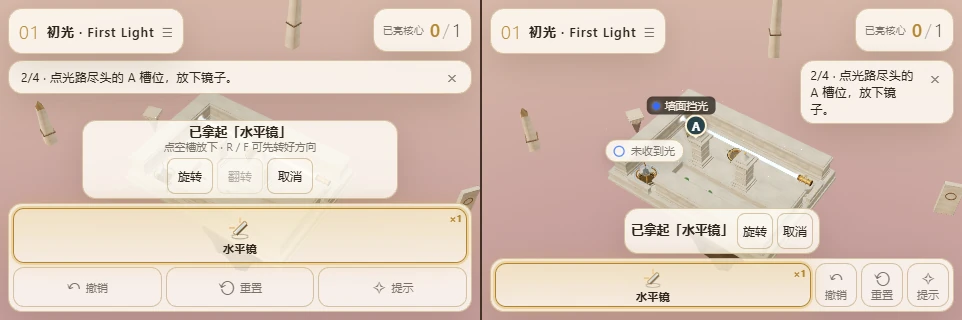 01 初光 · First Light ☰
已亮核心 0/1
2/4 · 点光路尽头的 A 槽位，放下镜子。 ×
已拿起「水平镜」
点空槽放下 · R / F 可先转好方向
旋转 翻转 取消
×1
水平镜
撤销 重置 提示
01 初光 · First Light ☰
已亮核心 0/1
2/4 · 点光路尽头的 ×
A 槽位，放下镜
子。
墙面挡光
A
未收到光
已拿起「水平镜」 旋转 取消
×1
水平镜
撤销 重置 提示